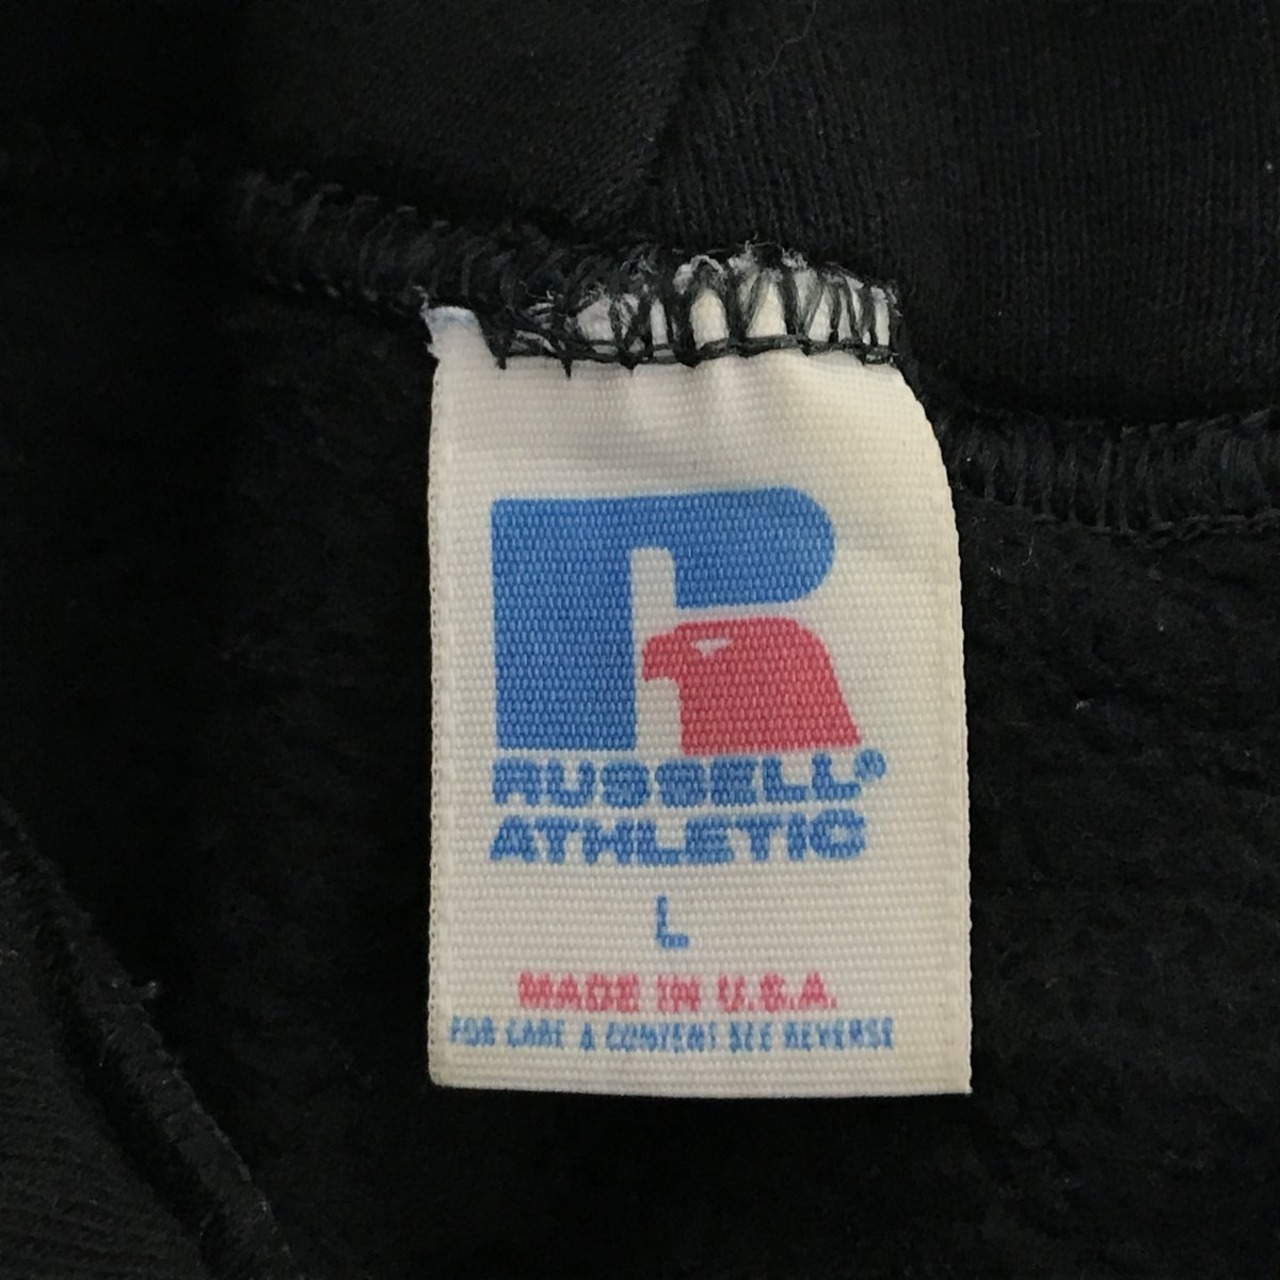 R
RUSSELL®
ATHLETIC
L
MADE IN U.S.A.
FOR CARE & CONTENT SEE REVERSE